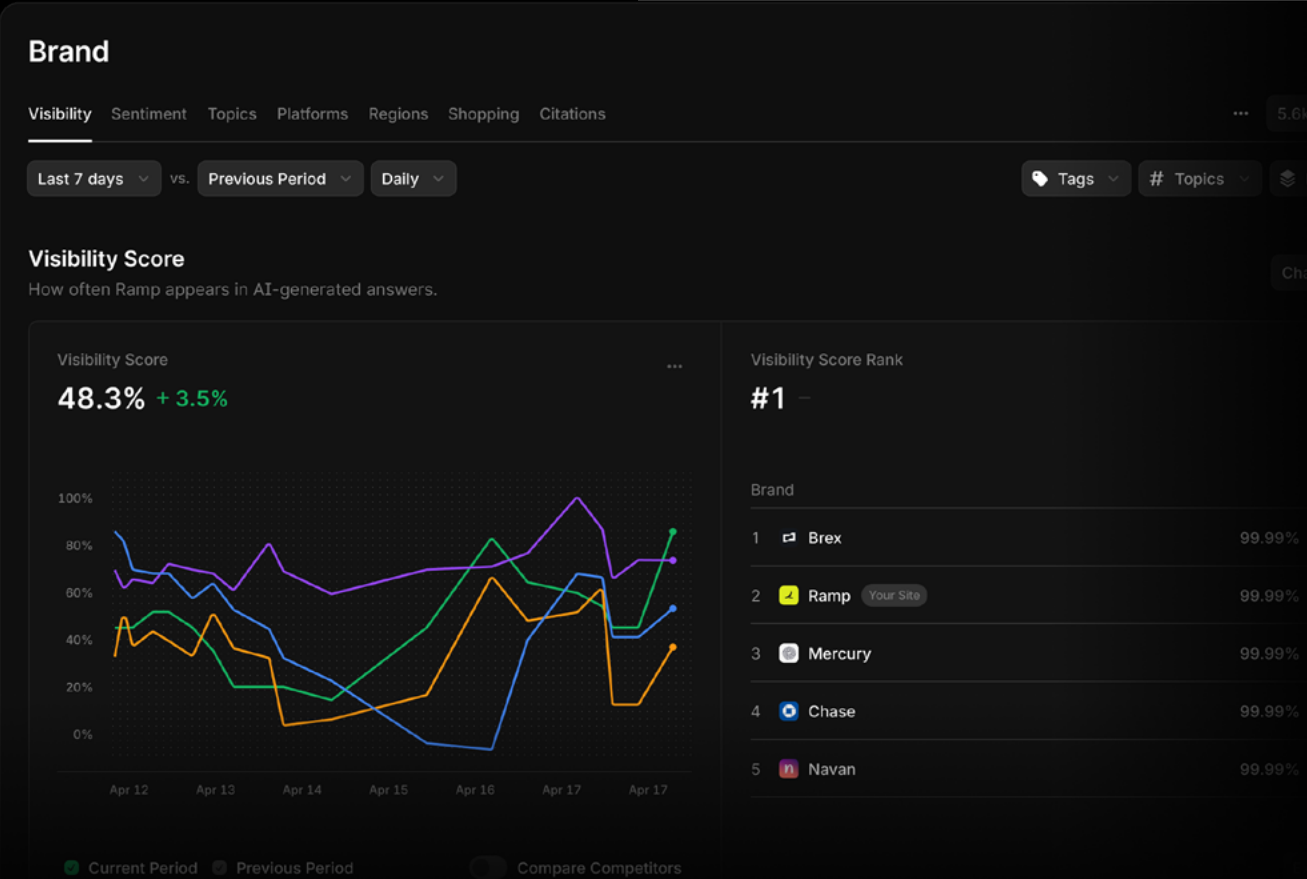 Brand
Visibility Sentiment Topics Platforms Regions Shopping Citations
Last 7 days vs. Previous Period Daily Tags # Topics
Visibility Score
How often Ramp appears in AI-generated answers.
Visibility Score
48.3% + 3.5%
100%
80%
60%
40%
20%
0%
Apr 12 Apr 13 Apr 14 Apr 15 Apr 16 Apr 17 Apr 17
Current Period Previous Period Compare Competitors
Visibility Score Rank
#1 –
Brand
1 Brex 99.99%
2 Ramp Your Site 99.99%
3 Mercury 99.99%
4 Chase 99.99%
5 n Navan 99.99%